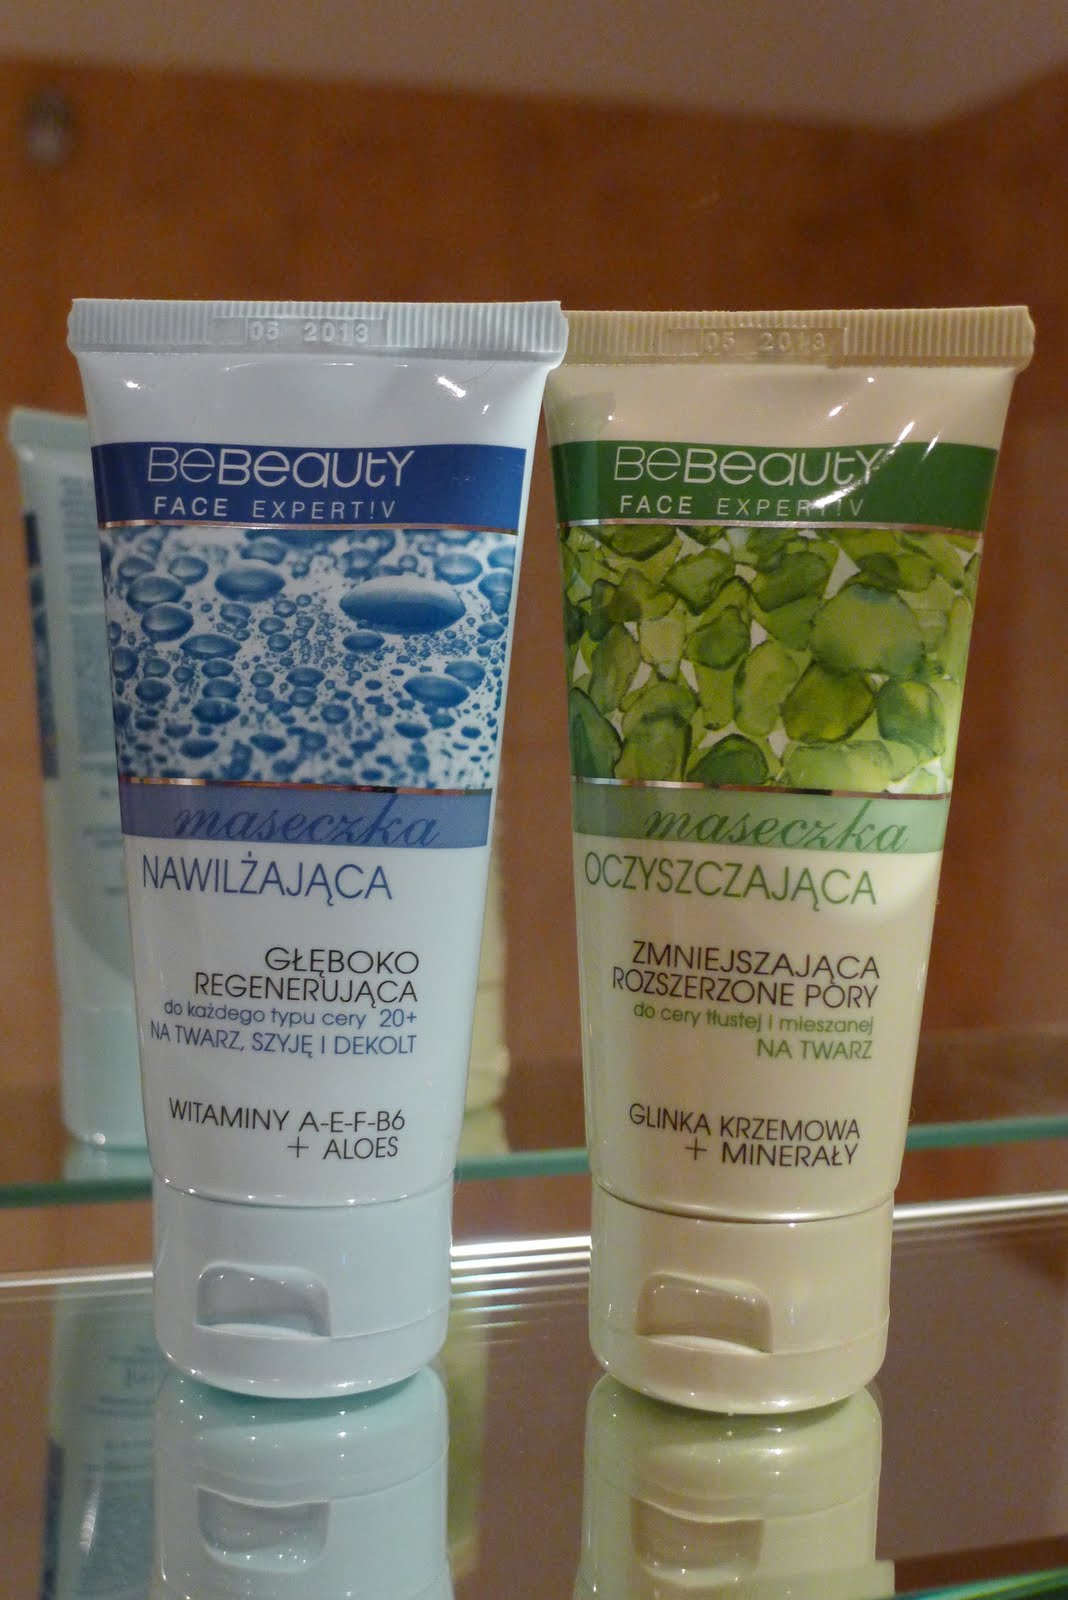 05 2013
BeBeauty
FACE EXPERT!V
maseczka
NAWILŻAJĄCA
GŁĘBOKO
REGENERUJĄCA
do każdego typu cery 20+
NA TWARZ, SZYJĘ I DEKOLT
WITAMINY A-E-F-B6
+ ALOES
05 2013
BeBeauty
FACE EXPERT!V
maseczka
OCZYSZCZAJĄCA
ZMNIEJSZAJĄCA
ROZSZERZONE PORY
do cery tłustej i mieszanej
NA TWARZ
GLINKA KRZEMOWA
+ MINERAŁY